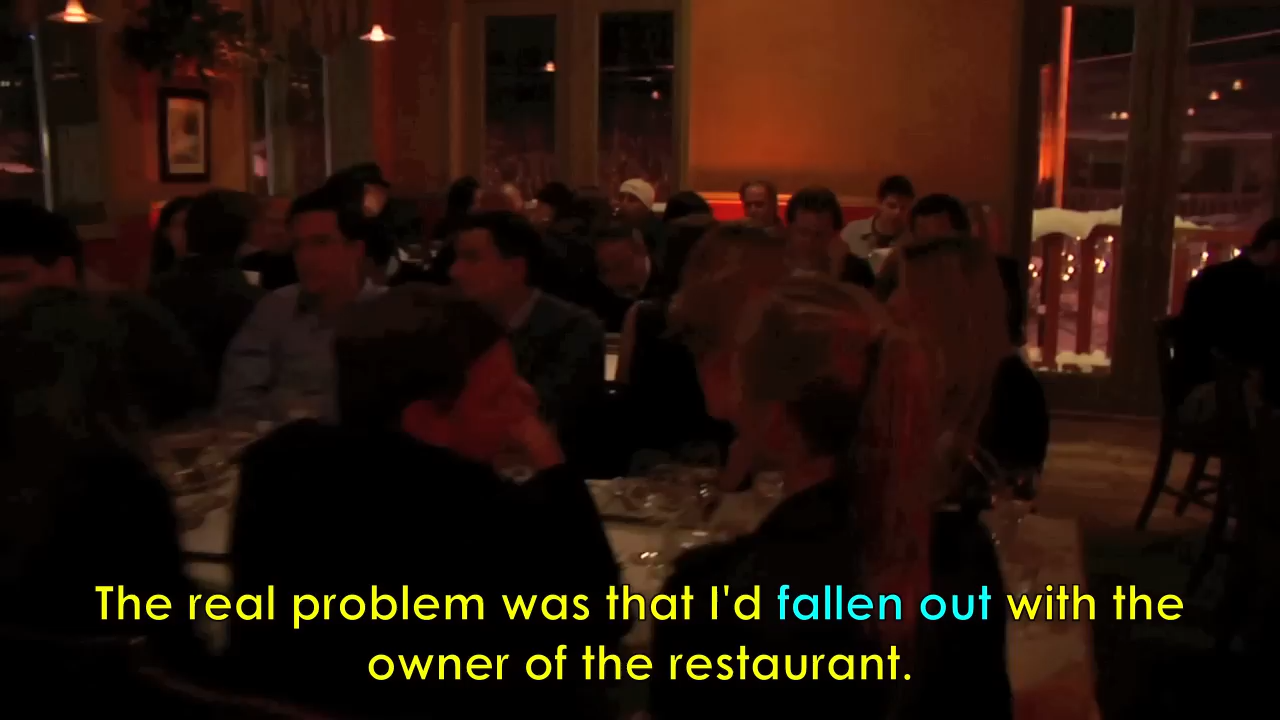 The real problem was that I'd fallen out with the
owner of the restaurant.